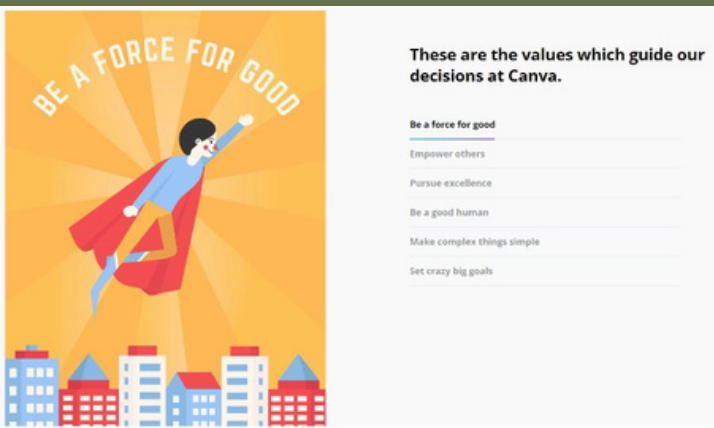 BE A FORCE FOR GOOD
These are the values which guide our
decisions at Canva.
Be a force for good
Empower others
Pursue excellence
Be a good human
Make complex things simple
Set crazy big goals